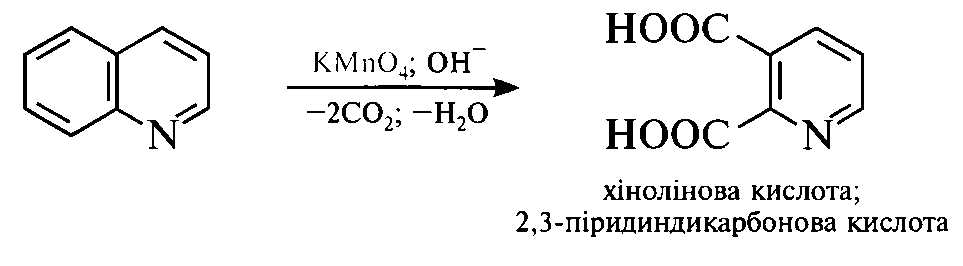 HOOC
KMnO₄; OH⁻
−2CO₂; −H₂O
HOOC
N
N
хінолінова кислота;
2,3-піридиндикарбонова кислота